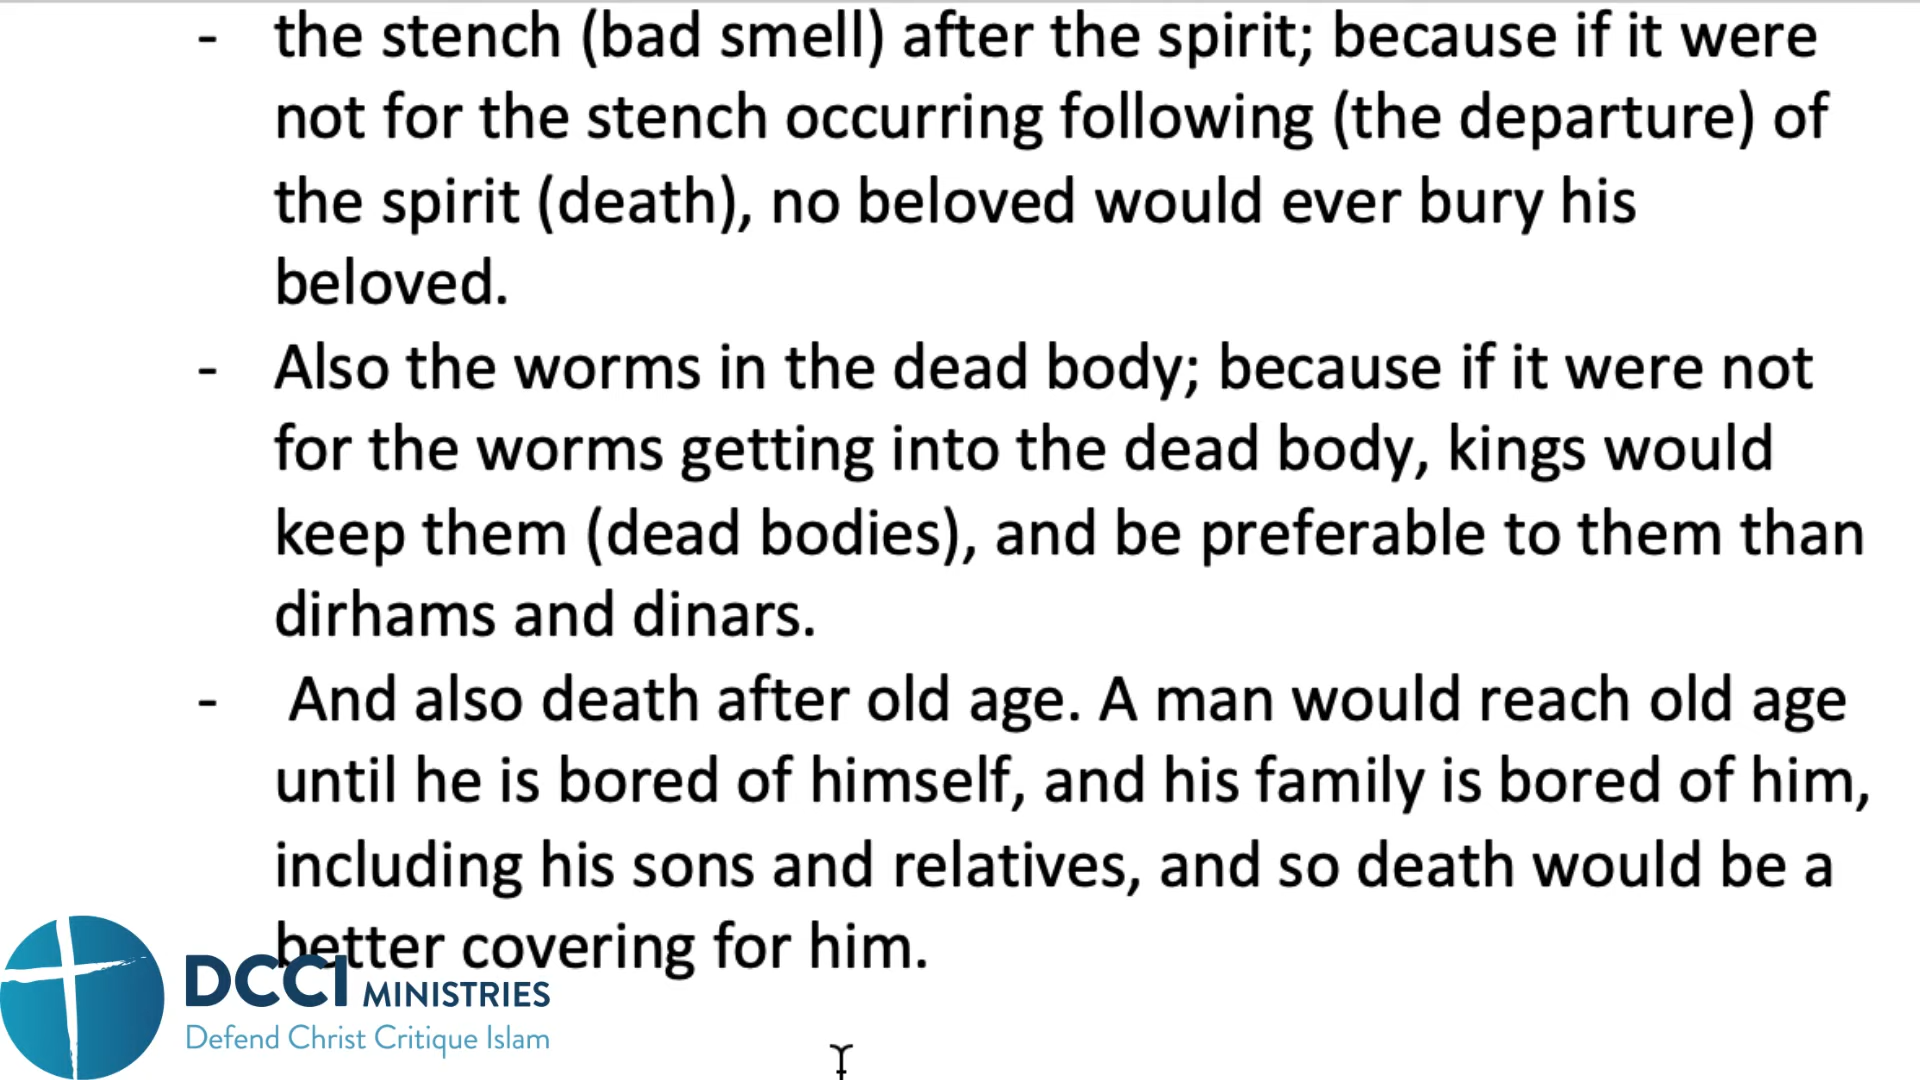 - the stench (bad smell) after the spirit; because if it were
not for the stench occurring following (the departure) of
the spirit (death), no beloved would ever bury his
beloved.
- Also the worms in the dead body; because if it were not
for the worms getting into the dead body, kings would
keep them (dead bodies), and be preferable to them than
dirhams and dinars.
- And also death after old age. A man would reach old age
until he is bored of himself, and his family is bored of him,
including his sons and relatives, and so death would be a
better covering for him.
DCCI MINISTRIES
Defend Christ Critique Islam